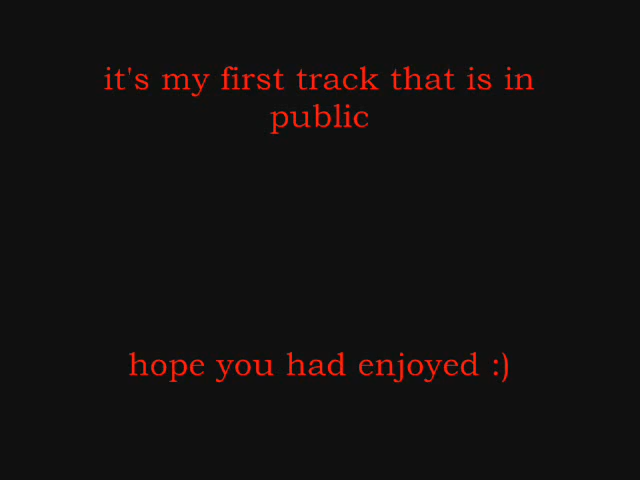 it's my first track that is in
public
hope you had enjoyed :)